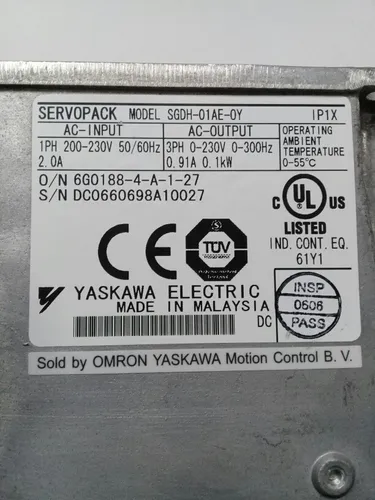 SERVOPACK MODEL SGDH-01AE-OY IP1X
AC-INPUT AC-OUTPUT OPERATING AMBIENT TEMPERATURE
1PH 200-230V 50/60Hz 3PH 0-230V 0-300Hz 0-55°C
2.0A 0.91A 0.1kW
O/N 6G0188-4-A-1-27
S/N DC0660698A10027
CE
TÜV
C UL US
LISTED
IND. CONT. EQ.
61Y1
YASKAWA ELECTRIC
MADE IN MALAYSIA
DC
INSP
0606
PASS
Sold by OMRON YASKAWA Motion Control B. V.